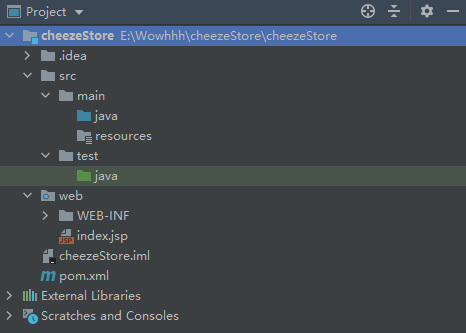 Project
cheezeStore E:\Wowhhh\cheezeStore\cheezeStore
.idea
src
main
java
resources
test
java
web
WEB-INF
JSP index.jsp
cheezeStore.iml
m pom.xml
External Libraries
Scratches and Consoles